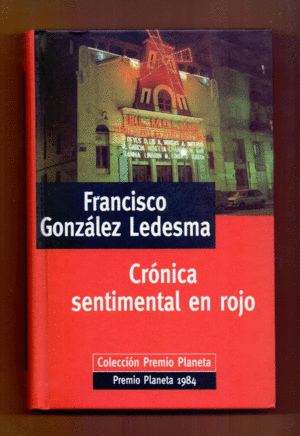 Francisco
González Ledesma
Crónica
sentimental en rojo
Colección Premio Planeta
Premio Planeta 1984